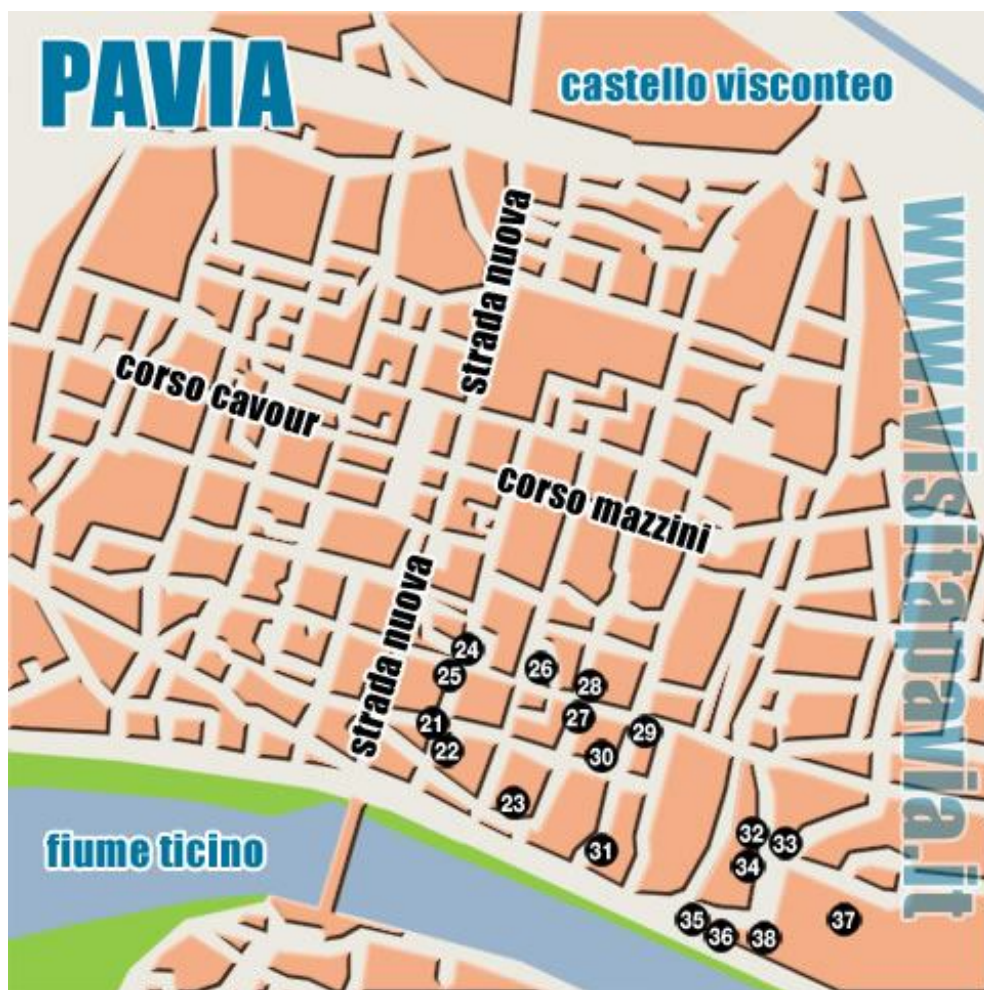 PAVIA
castello visconteo
www.visitapavia.it
strada nuova
corso cavour
corso mazzini
strada nuova
24
25
26
28
21
27
29
22
30
23
31
32
33
34
35
36
38
37
fiume ticino